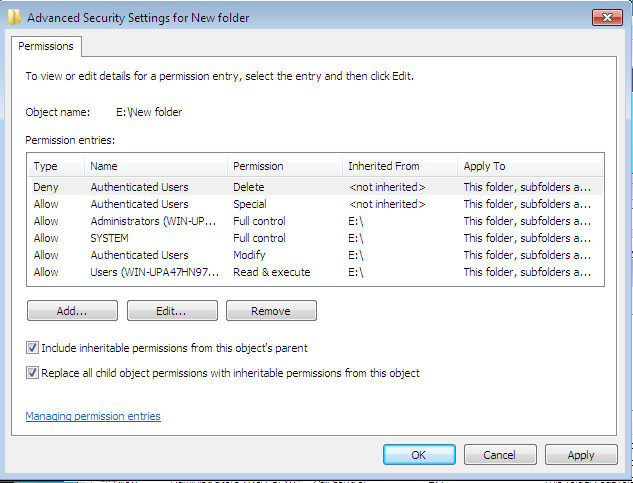 Advanced Security Settings for New folder
Permissions
To view or edit details for a permission entry, select the entry and then click Edit.
Object name: E:\New folder
Permission entries:
Type Name Permission Inherited From Apply To
Deny Authenticated Users Delete <not inherited> This folder, subfolders a...
Allow Authenticated Users Special <not inherited> This folder, subfolders a...
Allow Administrators (WIN-UP... Full control E:\ This folder, subfolders a...
Allow SYSTEM Full control E:\ This folder, subfolders a...
Allow Authenticated Users Modify E:\ This folder, subfolders a...
Allow Users (WIN-UPA47HN97... Read & execute E:\ This folder, subfolders a...
Add... Edit... Remove
Include inheritable permissions from this object's parent
Replace all child object permissions with inheritable permissions from this object
Managing permission entries
OK Cancel Apply